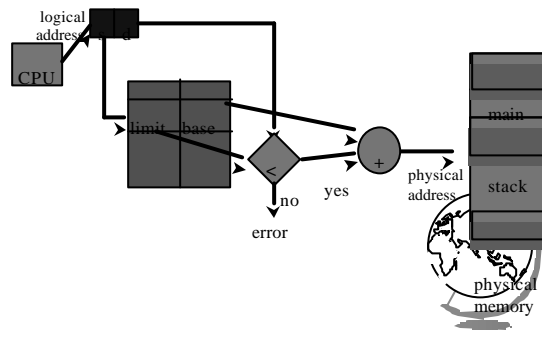 logical
address
s d
CPU
limit base
<
+
no
yes
error
physical
address
main
stack
physical
memory